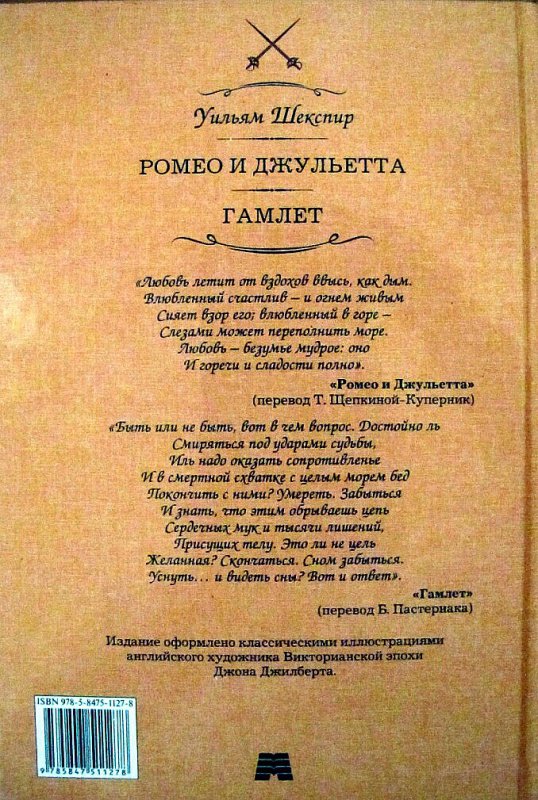 Уильям Шекспир
РОМЕО И ДЖУЛЬЕТТА
ГАМЛЕТ
«Любовь летит от вздохов ввысь, как дым.
Влюбленный счастлив – и огнем живым
Сияет взор его; влюбленный в горе –
Слезами может переполнить море.
Любовь – безумье мудрое: оно
И горечи и сладости полно».
«Ромео и Джульетта»
(перевод Т. Щепкиной-Куперник)
«Быть или не быть, вот в чем вопрос. Достойно ль
Смиряться под ударами судьбы,
Иль надо оказать сопротивленье
И в смертной схватке с целым морем бед
Покончить с ними? Умереть. Забыться
И знать, что этим обрываешь цепь
Сердечных мук и тысячи лишений,
Присущих телу. Это ли не цель
Желанная? Скончаться. Сном забыться.
Уснуть... и видеть сны? Вот и ответ».
«Гамлет»
(перевод Б. Пастернака)
Издание оформлено классическими иллюстрациями
английского художника Викторианской эпохи
Джона Джилберта.
ISBN 978-5-8475-1127-8
9785847511278